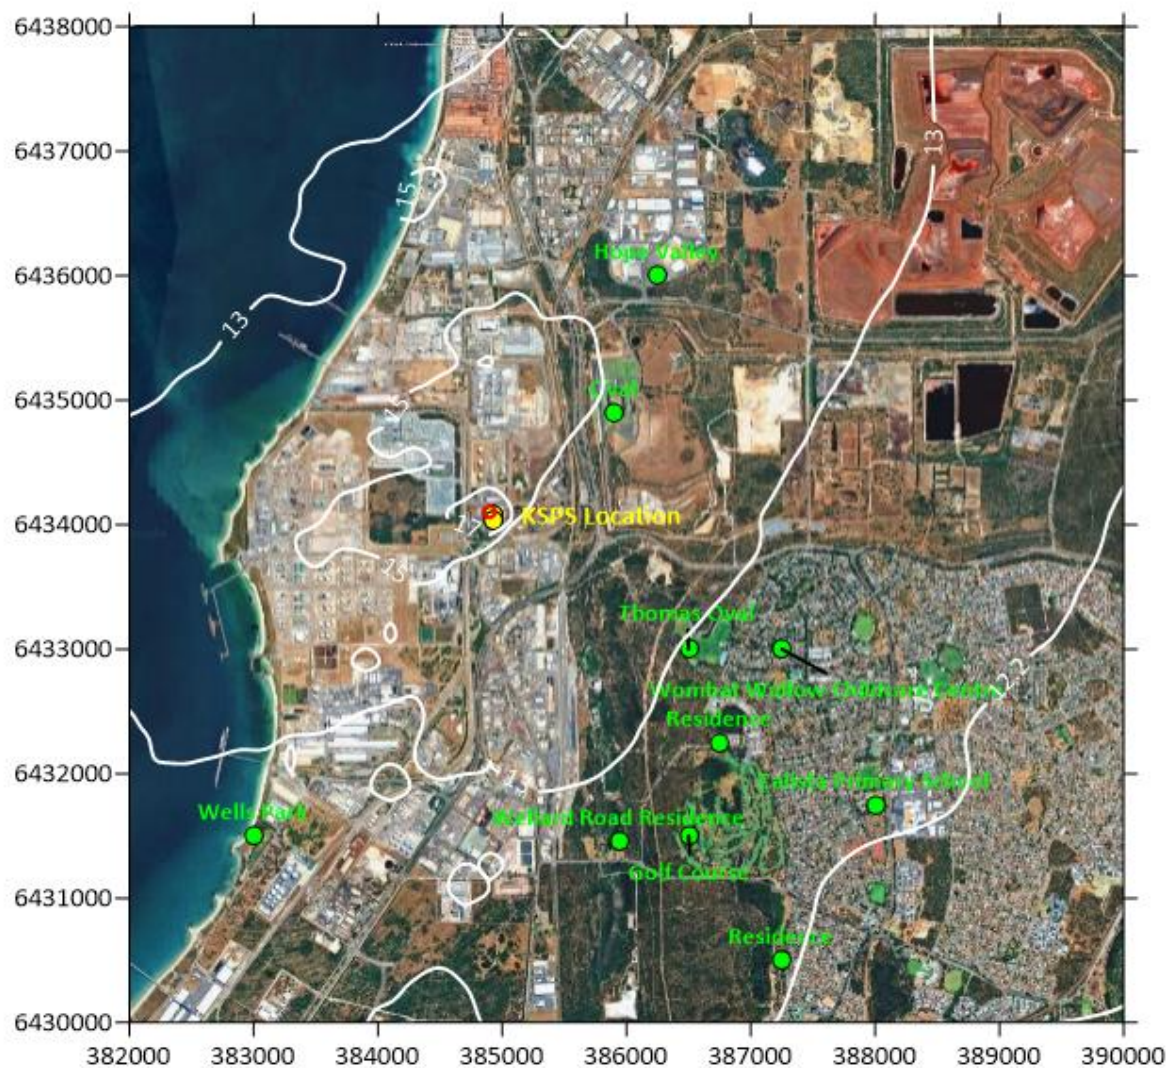 6438000
6437000
13
15
Hope Valley
6436000
13
6435000
15
Oval
6434000
KSPS Location
17
15
Thomas Oval
6433000
Wombat Wallow Childcare Centre
12
Residence
6432000
Calista Primary School
Wells Park
Wellard Road Residence
Golf Course
6431000
Residence
6430000
382000 383000 384000 385000 386000 387000 388000 389000 390000